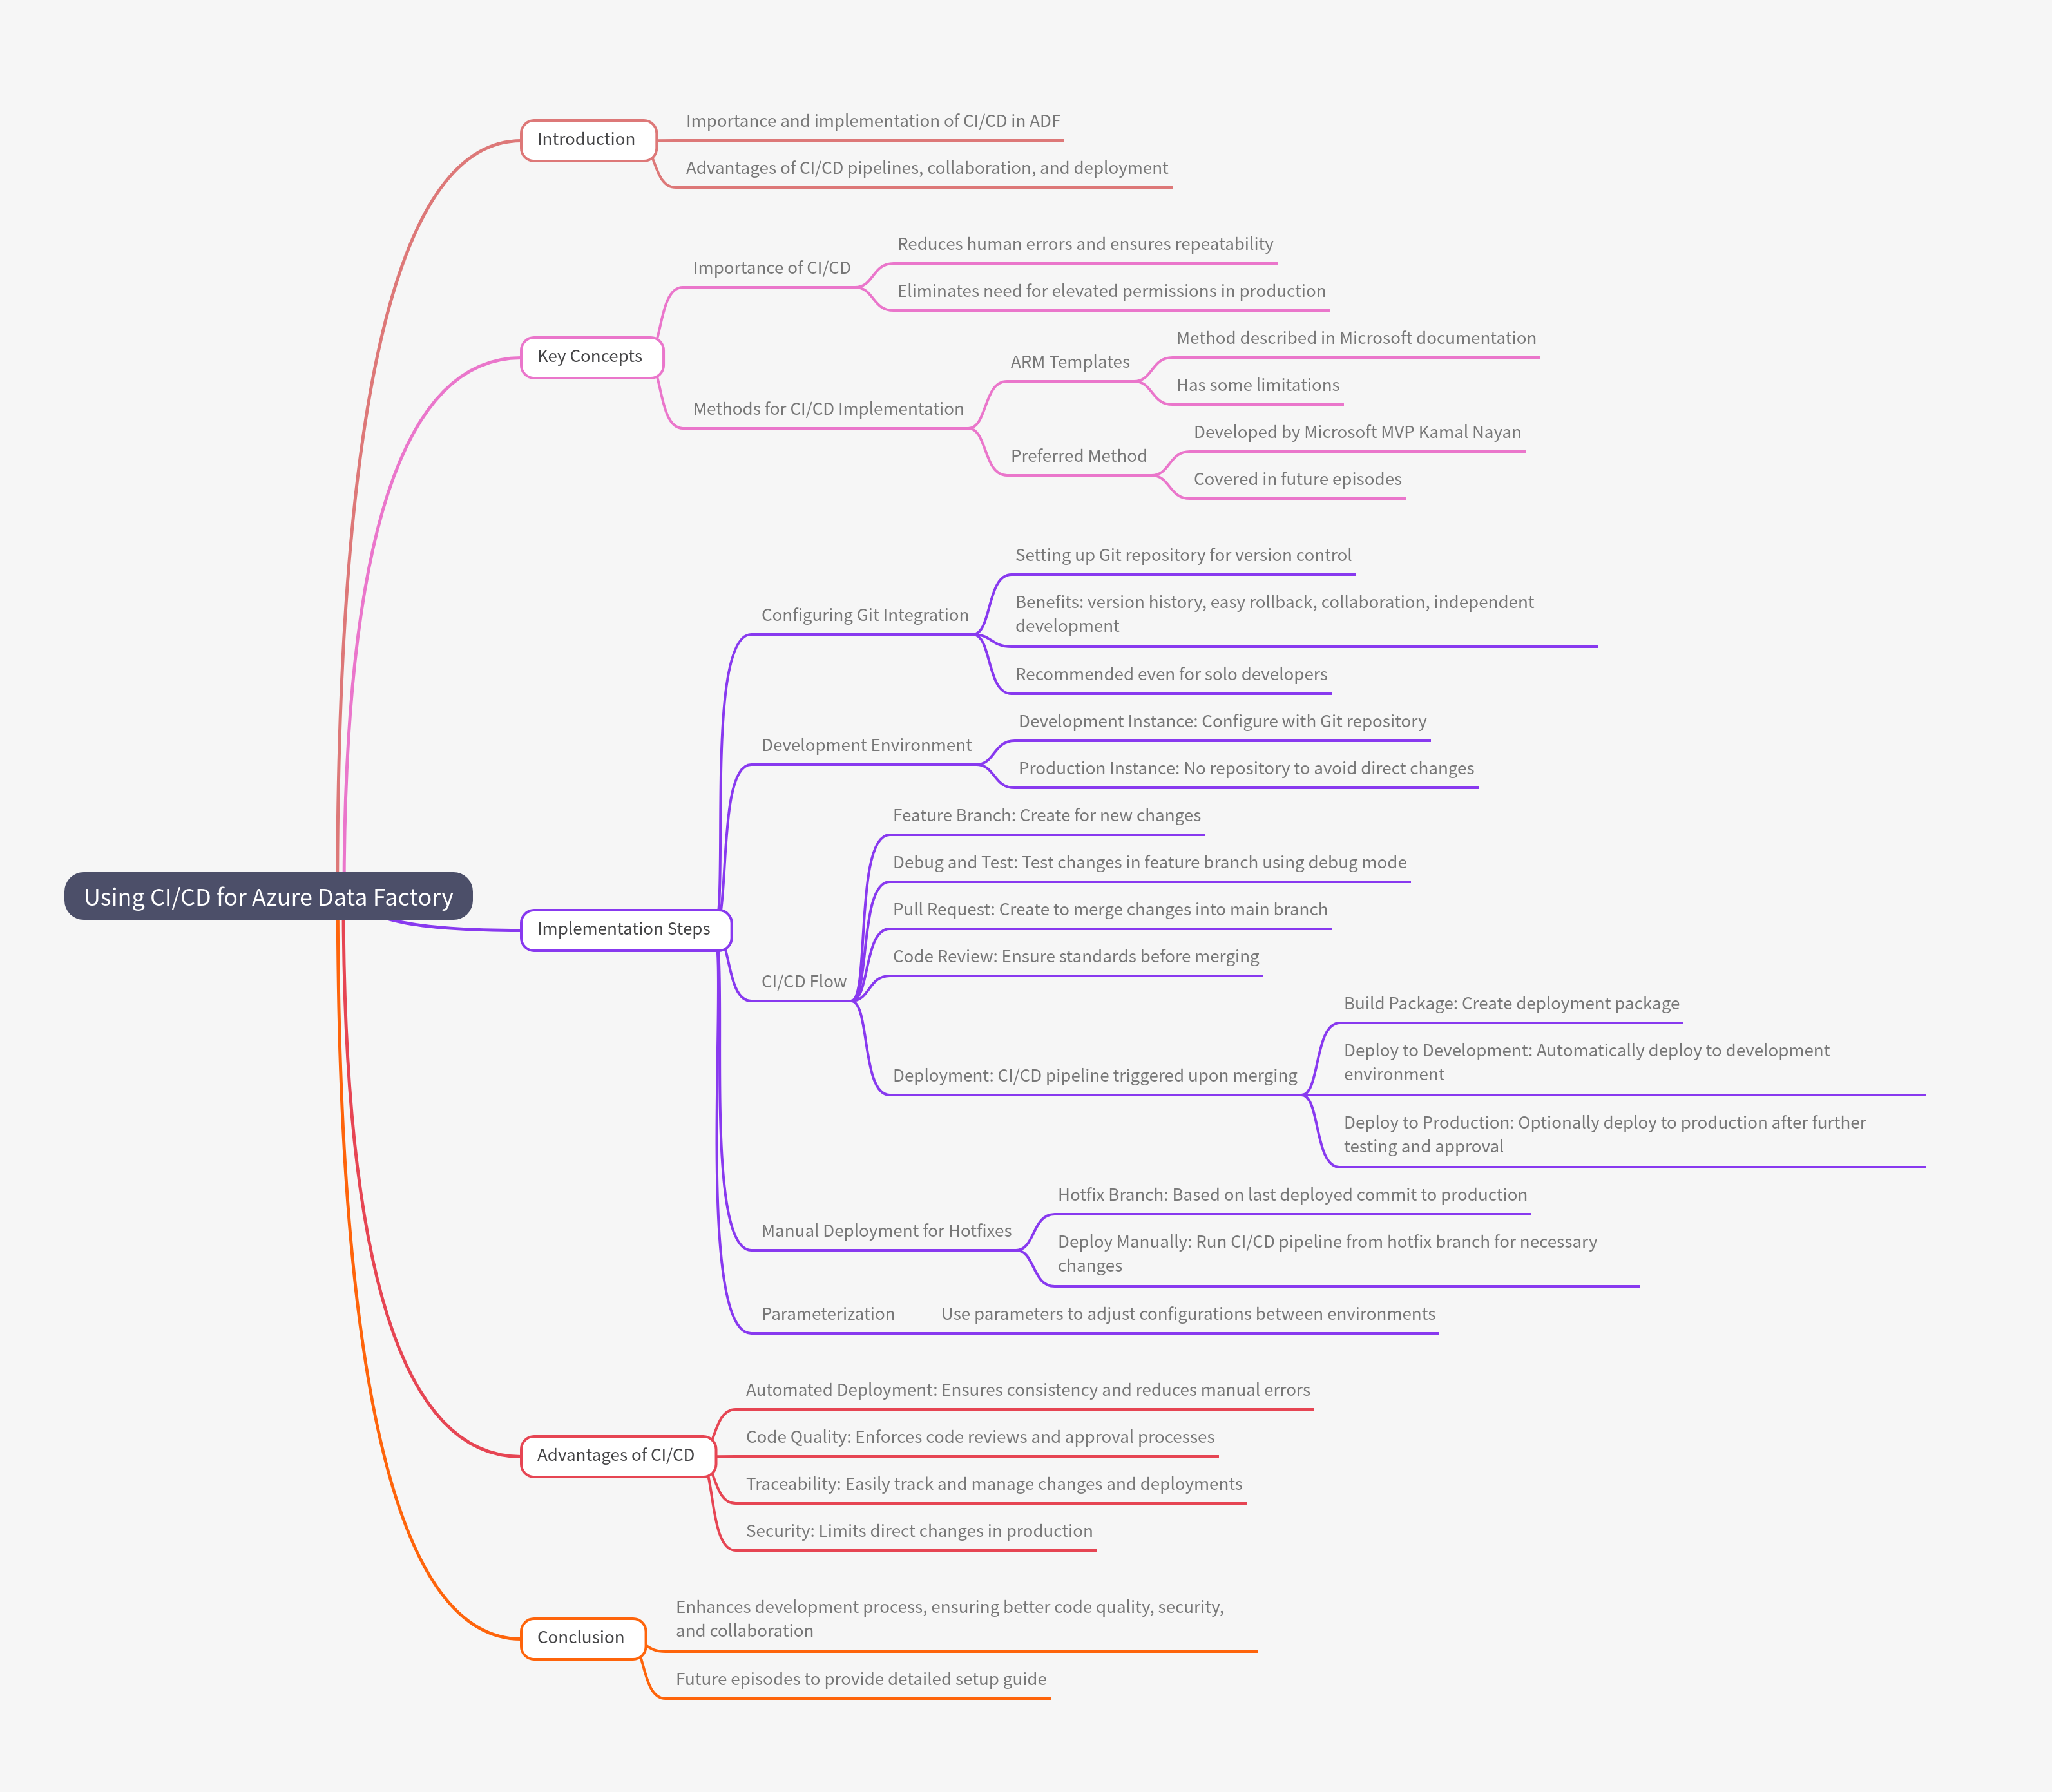 Using CI/CD for Azure Data Factory
Introduction
Importance and implementation of CI/CD in ADF
Advantages of CI/CD pipelines, collaboration, and deployment
Key Concepts
Importance of CI/CD
Reduces human errors and ensures repeatability
Eliminates need for elevated permissions in production
Methods for CI/CD Implementation
ARM Templates
Method described in Microsoft documentation
Has some limitations
Preferred Method
Developed by Microsoft MVP Kamal Nayan
Covered in future episodes
Implementation Steps
Configuring Git Integration
Setting up Git repository for version control
Benefits: version history, easy rollback, collaboration, independent
development
Recommended even for solo developers
Development Environment
Development Instance: Configure with Git repository
Production Instance: No repository to avoid direct changes
CI/CD Flow
Feature Branch: Create for new changes
Debug and Test: Test changes in feature branch using debug mode
Pull Request: Create to merge changes into main branch
Code Review: Ensure standards before merging
Deployment: CI/CD pipeline triggered upon merging
Build Package: Create deployment package
Deploy to Development: Automatically deploy to development
environment
Deploy to Production: Optionally deploy to production after further
testing and approval
Manual Deployment for Hotfixes
Hotfix Branch: Based on last deployed commit to production
Deploy Manually: Run CI/CD pipeline from hotfix branch for necessary
changes
Parameterization
Use parameters to adjust configurations between environments
Advantages of CI/CD
Automated Deployment: Ensures consistency and reduces manual errors
Code Quality: Enforces code reviews and approval processes
Traceability: Easily track and manage changes and deployments
Security: Limits direct changes in production
Conclusion
Enhances development process, ensuring better code quality, security,
and collaboration
Future episodes to provide detailed setup guide